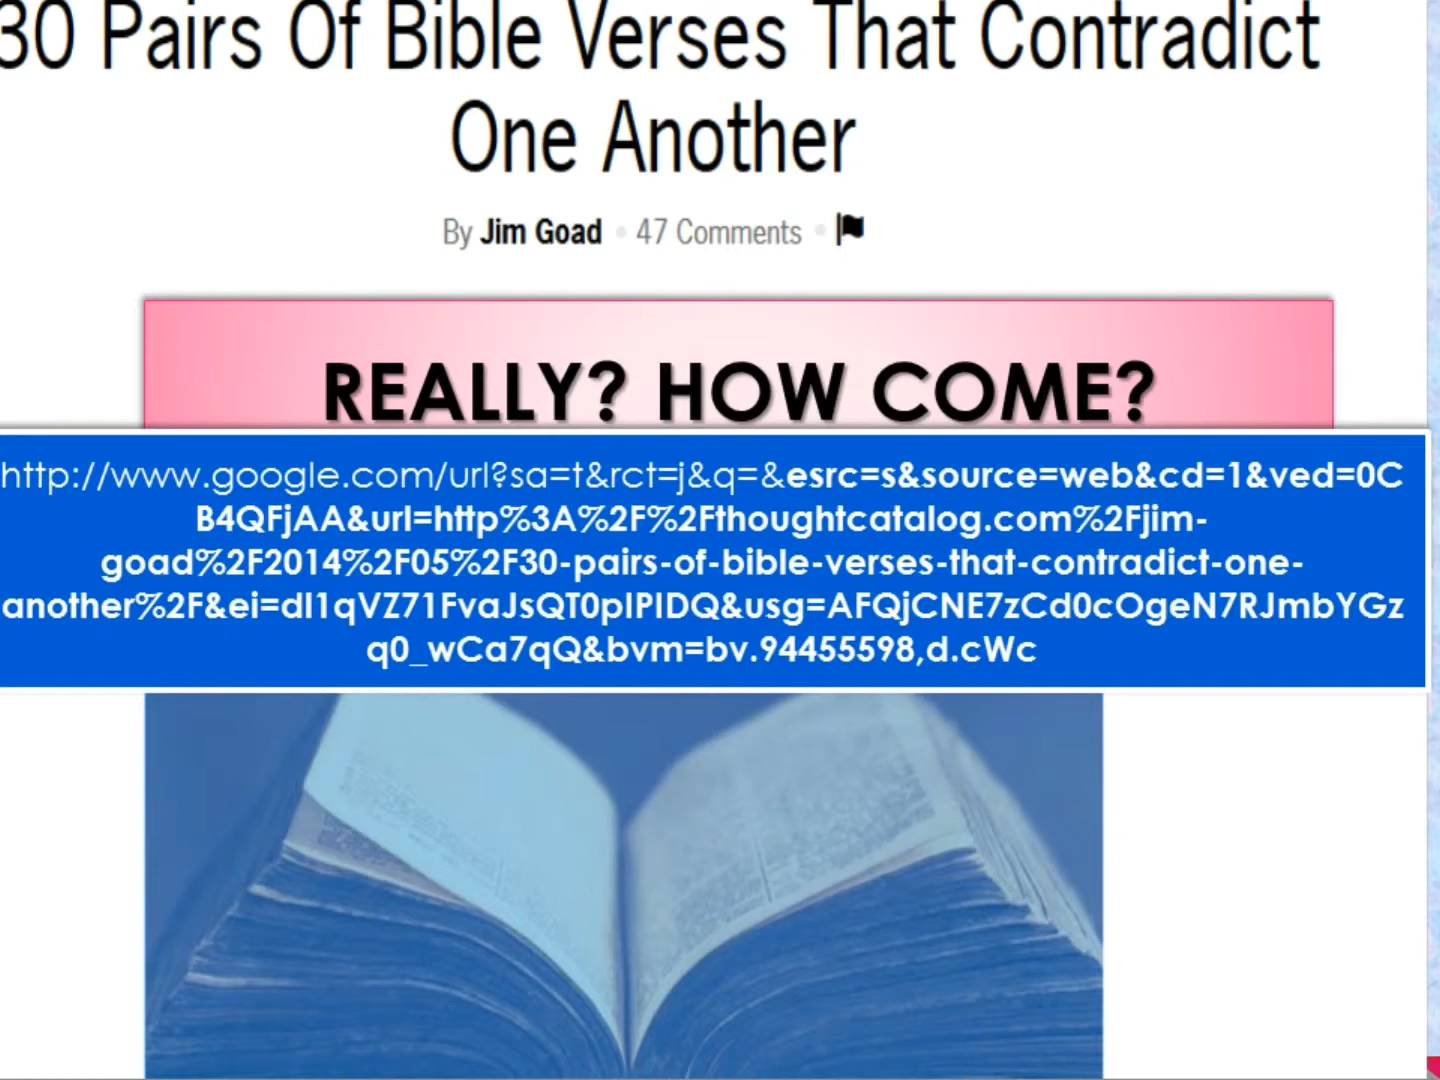 30 Pairs Of Bible Verses That Contradict
One Another
By Jim Goad • 47 Comments •
REALLY? HOW COME?
http://www.google.com/url?sa=t&rct=j&q=&esrc=s&source=web&cd=1&ved=0C
B4QFjAA&url=http%3A%2F%2Fthoughtcatalog.com%2Fjim-
goad%2F2014%2F05%2F30-pairs-of-bible-verses-that-contradict-one-
another%2F&ei=dI1qVZ71FvaJsQT0pIPIDQ&usg=AFQjCNE7zCd0cOgeN7RJmbYGz
q0_wCa7qQ&bvm=bv.94455598,d.cWc